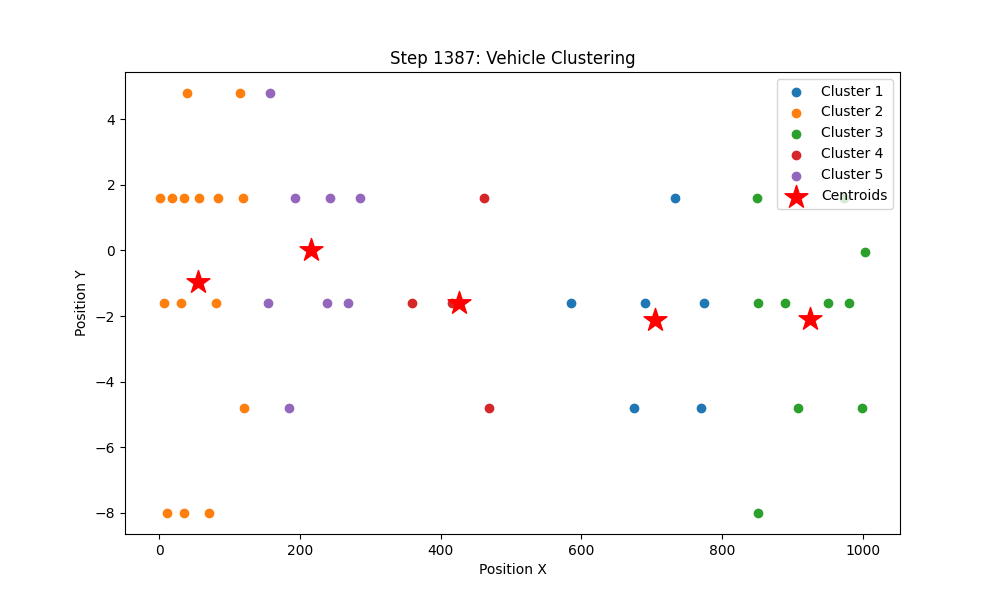 Step 1387: Vehicle Clustering
Cluster 1
Cluster 2
Cluster 3
Cluster 4
Cluster 5
Centroids
4
2
0
−2
−4
−6
−8
Position Y
0 200 400 600 800 1000
Position X